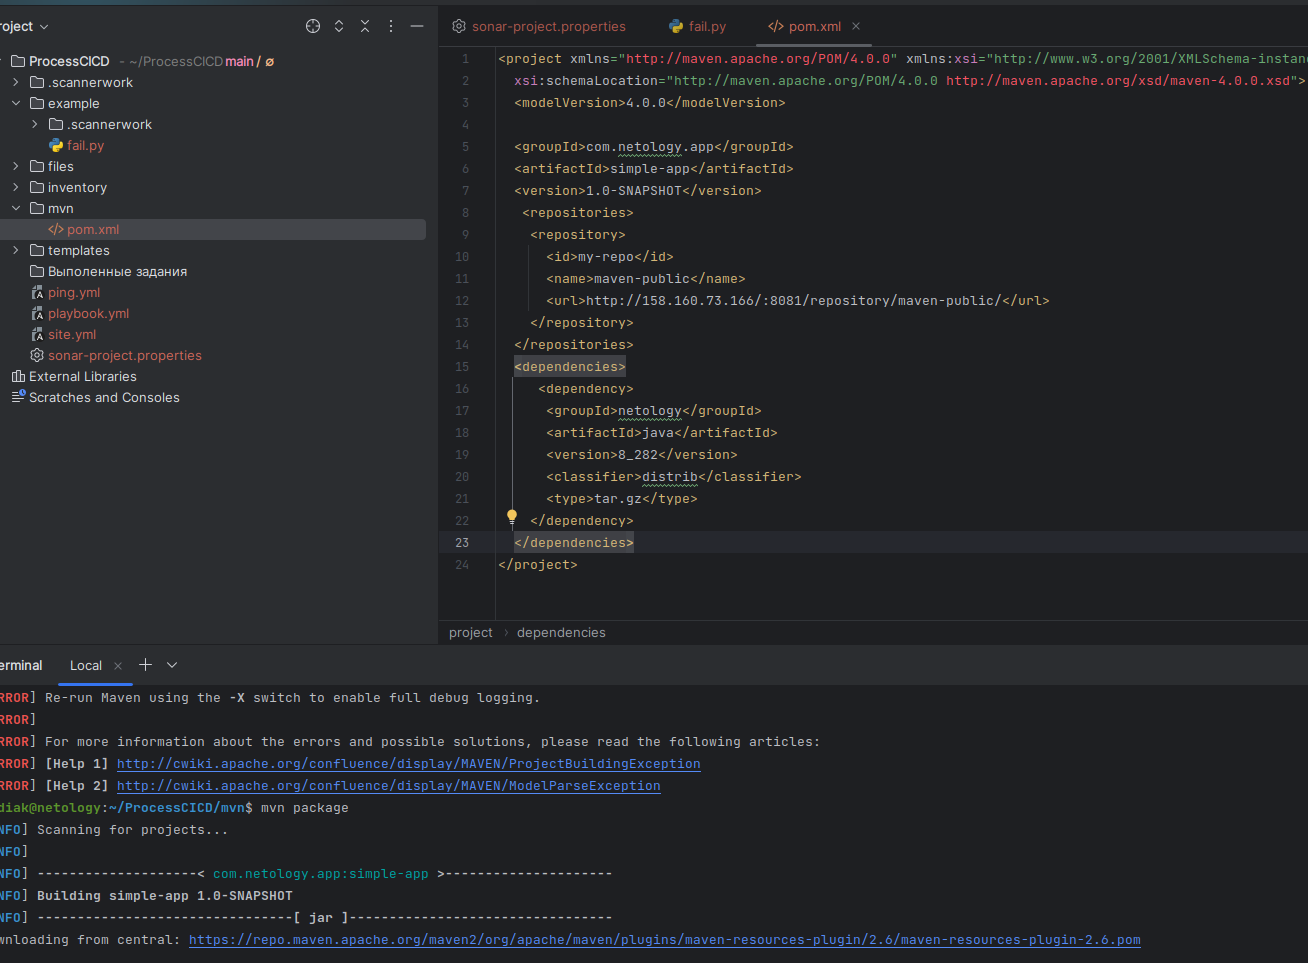 roject
ProcessCICD - ~/ProcessCICD main / ø
.scannerwork
example
.scannerwork
fail.py
files
inventory
mvn
</> pom.xml
templates
Выполенные задания
ping.yml
playbook.yml
site.yml
sonar-project.properties
External Libraries
Scratches and Consoles
sonar-project.properties fail.py </> pom.xml ×
1 <project xmlns="http://maven.apache.org/POM/4.0.0" xmlns:xsi="http://www.w3.org/2001/XMLSchema-instanc
2 xsi:schemaLocation="http://maven.apache.org/POM/4.0.0 http://maven.apache.org/xsd/maven-4.0.0.xsd">
3 <modelVersion>4.0.0</modelVersion>
4
5 <groupId>com.netology.app</groupId>
6 <artifactId>simple-app</artifactId>
7 <version>1.0-SNAPSHOT</version>
8 <repositories>
9 <repository>
10 <id>my-repo</id>
11 <name>maven-public</name>
12 <url>http://158.160.73.166/:8081/repository/maven-public/</url>
13 </repository>
14 </repositories>
15 <dependencies>
16 <dependency>
17 <groupId>netology</groupId>
18 <artifactId>java</artifactId>
19 <version>8_282</version>
20 <classifier>distrib</classifier>
21 <type>tar.gz</type>
22 </dependency>
23 </dependencies>
24 </project>
project › dependencies
erminal Local × +
RROR] Re-run Maven using the -X switch to enable full debug logging.
RROR]
RROR] For more information about the errors and possible solutions, please read the following articles:
RROR] [Help 1] http://cwiki.apache.org/confluence/display/MAVEN/ProjectBuildingException
RROR] [Help 2] http://cwiki.apache.org/confluence/display/MAVEN/ModelParseException
diak@netology:~/ProcessCICD/mvn$ mvn package
NFO] Scanning for projects...
NFO]
NFO] --------------------< com.netology.app:simple-app >---------------------
NFO] Building simple-app 1.0-SNAPSHOT
NFO] --------------------------------[ jar ]---------------------------------
wnloading from central: https://repo.maven.apache.org/maven2/org/apache/maven/plugins/maven-resources-plugin/2.6/maven-resources-plugin-2.6.pom